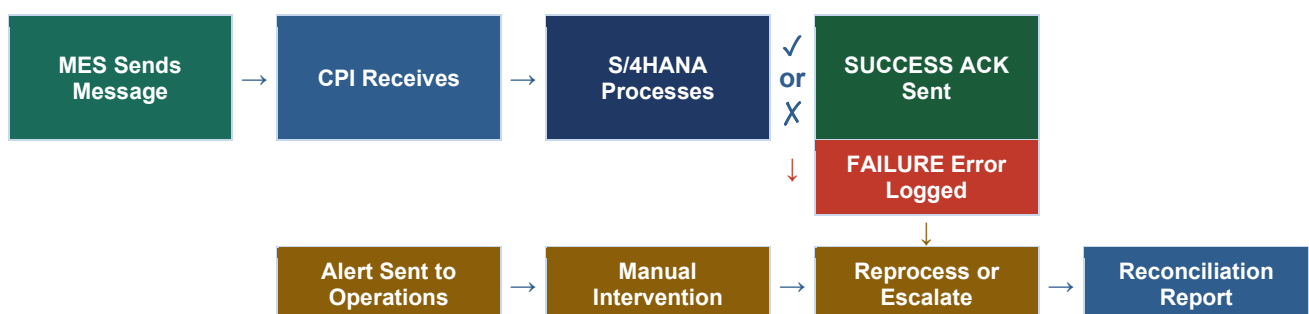 MES Sends
Message
→
CPI Receives
→
S/4HANA
Processes
✓
or
✗
SUCCESS ACK
Sent
↓
FAILURE Error
Logged
↓
Alert Sent to
Operations
→
Manual
Intervention
→
Reprocess or
Escalate
→
Reconciliation
Report